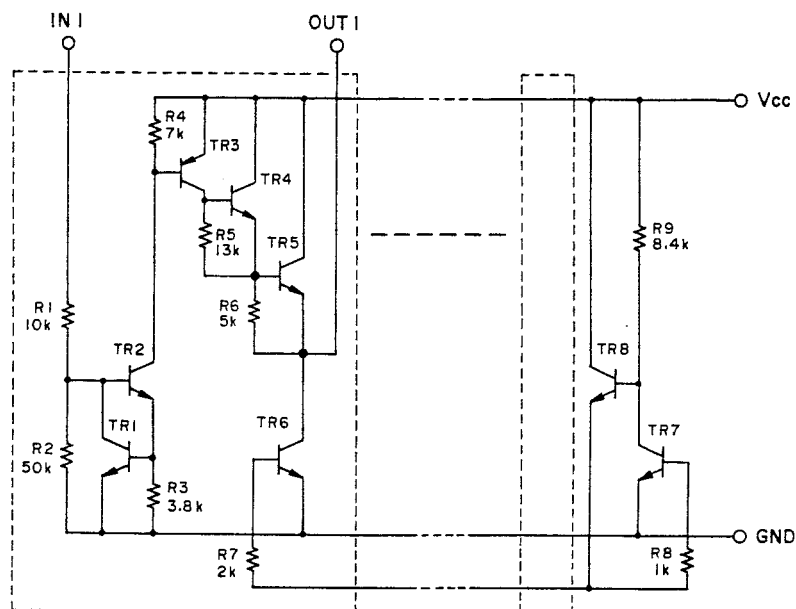 IN 1
OUT 1
Vcc
R4
7k
TR3
TR4
R5
13k
TR5
R9
8.4k
R6
5k
R1
10k
TR2
TR8
TR1
TR6
TR7
R2
50k
R3
3.8k
GND
R7
2k
R8
1k